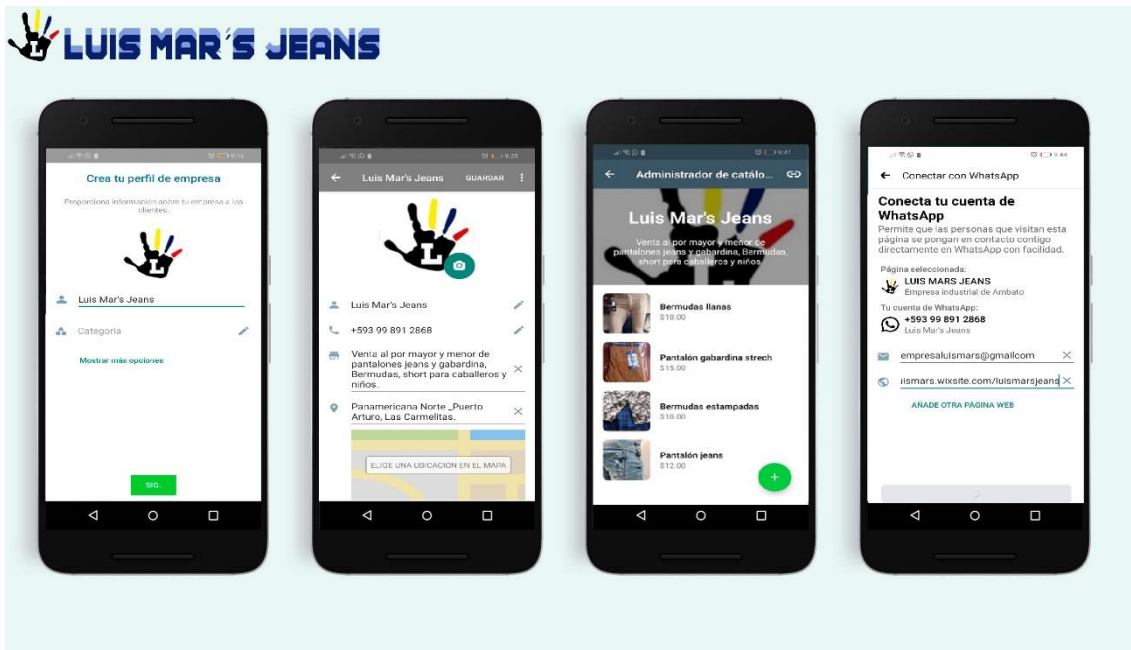 LUIS MAR´S JEANS
Crea tu perfil de empresa
Proporciona información sobre tu empresa a los
clientes.
L
Luis Mar's Jeans
Categoría
Mostrar más opciones
SIG.
9:25
Luis Mar's Jeans GUARDAR
L
Luis Mar's Jeans
+593 99 891 2868
Venta al por mayor y menor de
pantalones jeans y gabardina,
Bermudas, short para caballeros y
niños.
Panamericana Norte _Puerto
Arturo, Las Carmelitas.
ELIGE UNA UBICACIÓN EN EL MAPA
9:41
Administrador de catálo...
Luis Mar's Jeans
Venta al por mayor y menor de
pantalones jeans y gabardina, Bermudas,
short para caballeros y niños.
Bermudas llanas
$10.00
Pantalón gabardina strech
$15.00
Bermudas estampadas
$10.00
Pantalón jeans
$12.00
Conectar con WhatsApp
Conecta tu cuenta de
WhatsApp
Permite que las personas que visitan esta
página se pongan en contacto contigo
directamente en WhatsApp con facilidad.
Página seleccionada:
LUIS MARS JEANS
Empresa industrial de Ambato
Tu cuenta de WhatsApp:
+593 99 891 2868
Luis Mar's Jeans
empresaluismars@gmailcom
uismars.wixsite.com/luismarsjeans
AÑADE OTRA PÁGINA WEB